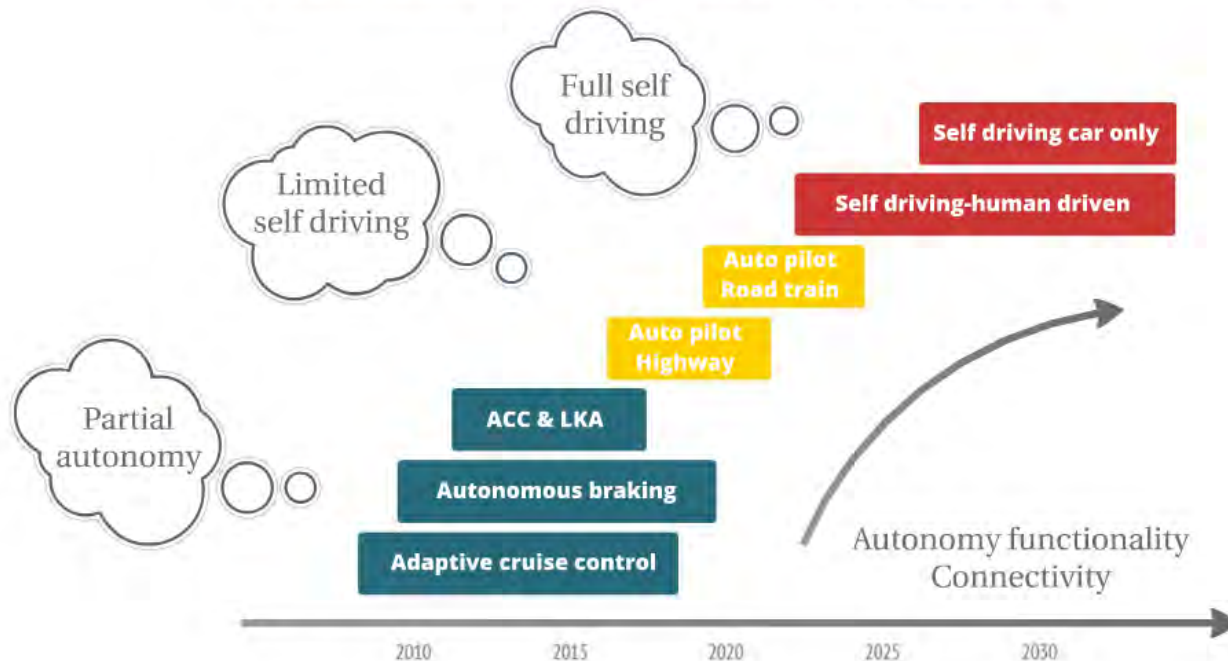 Full self
driving
Self driving car only
Limited
self driving
Self driving-human driven
Auto pilot
Road train
Auto pilot
Highway
Partial
autonomy
ACC & LKA
Autonomous braking
Adaptive cruise control
Autonomy functionality
Connectivity
2010 2015 2020 2025 2030